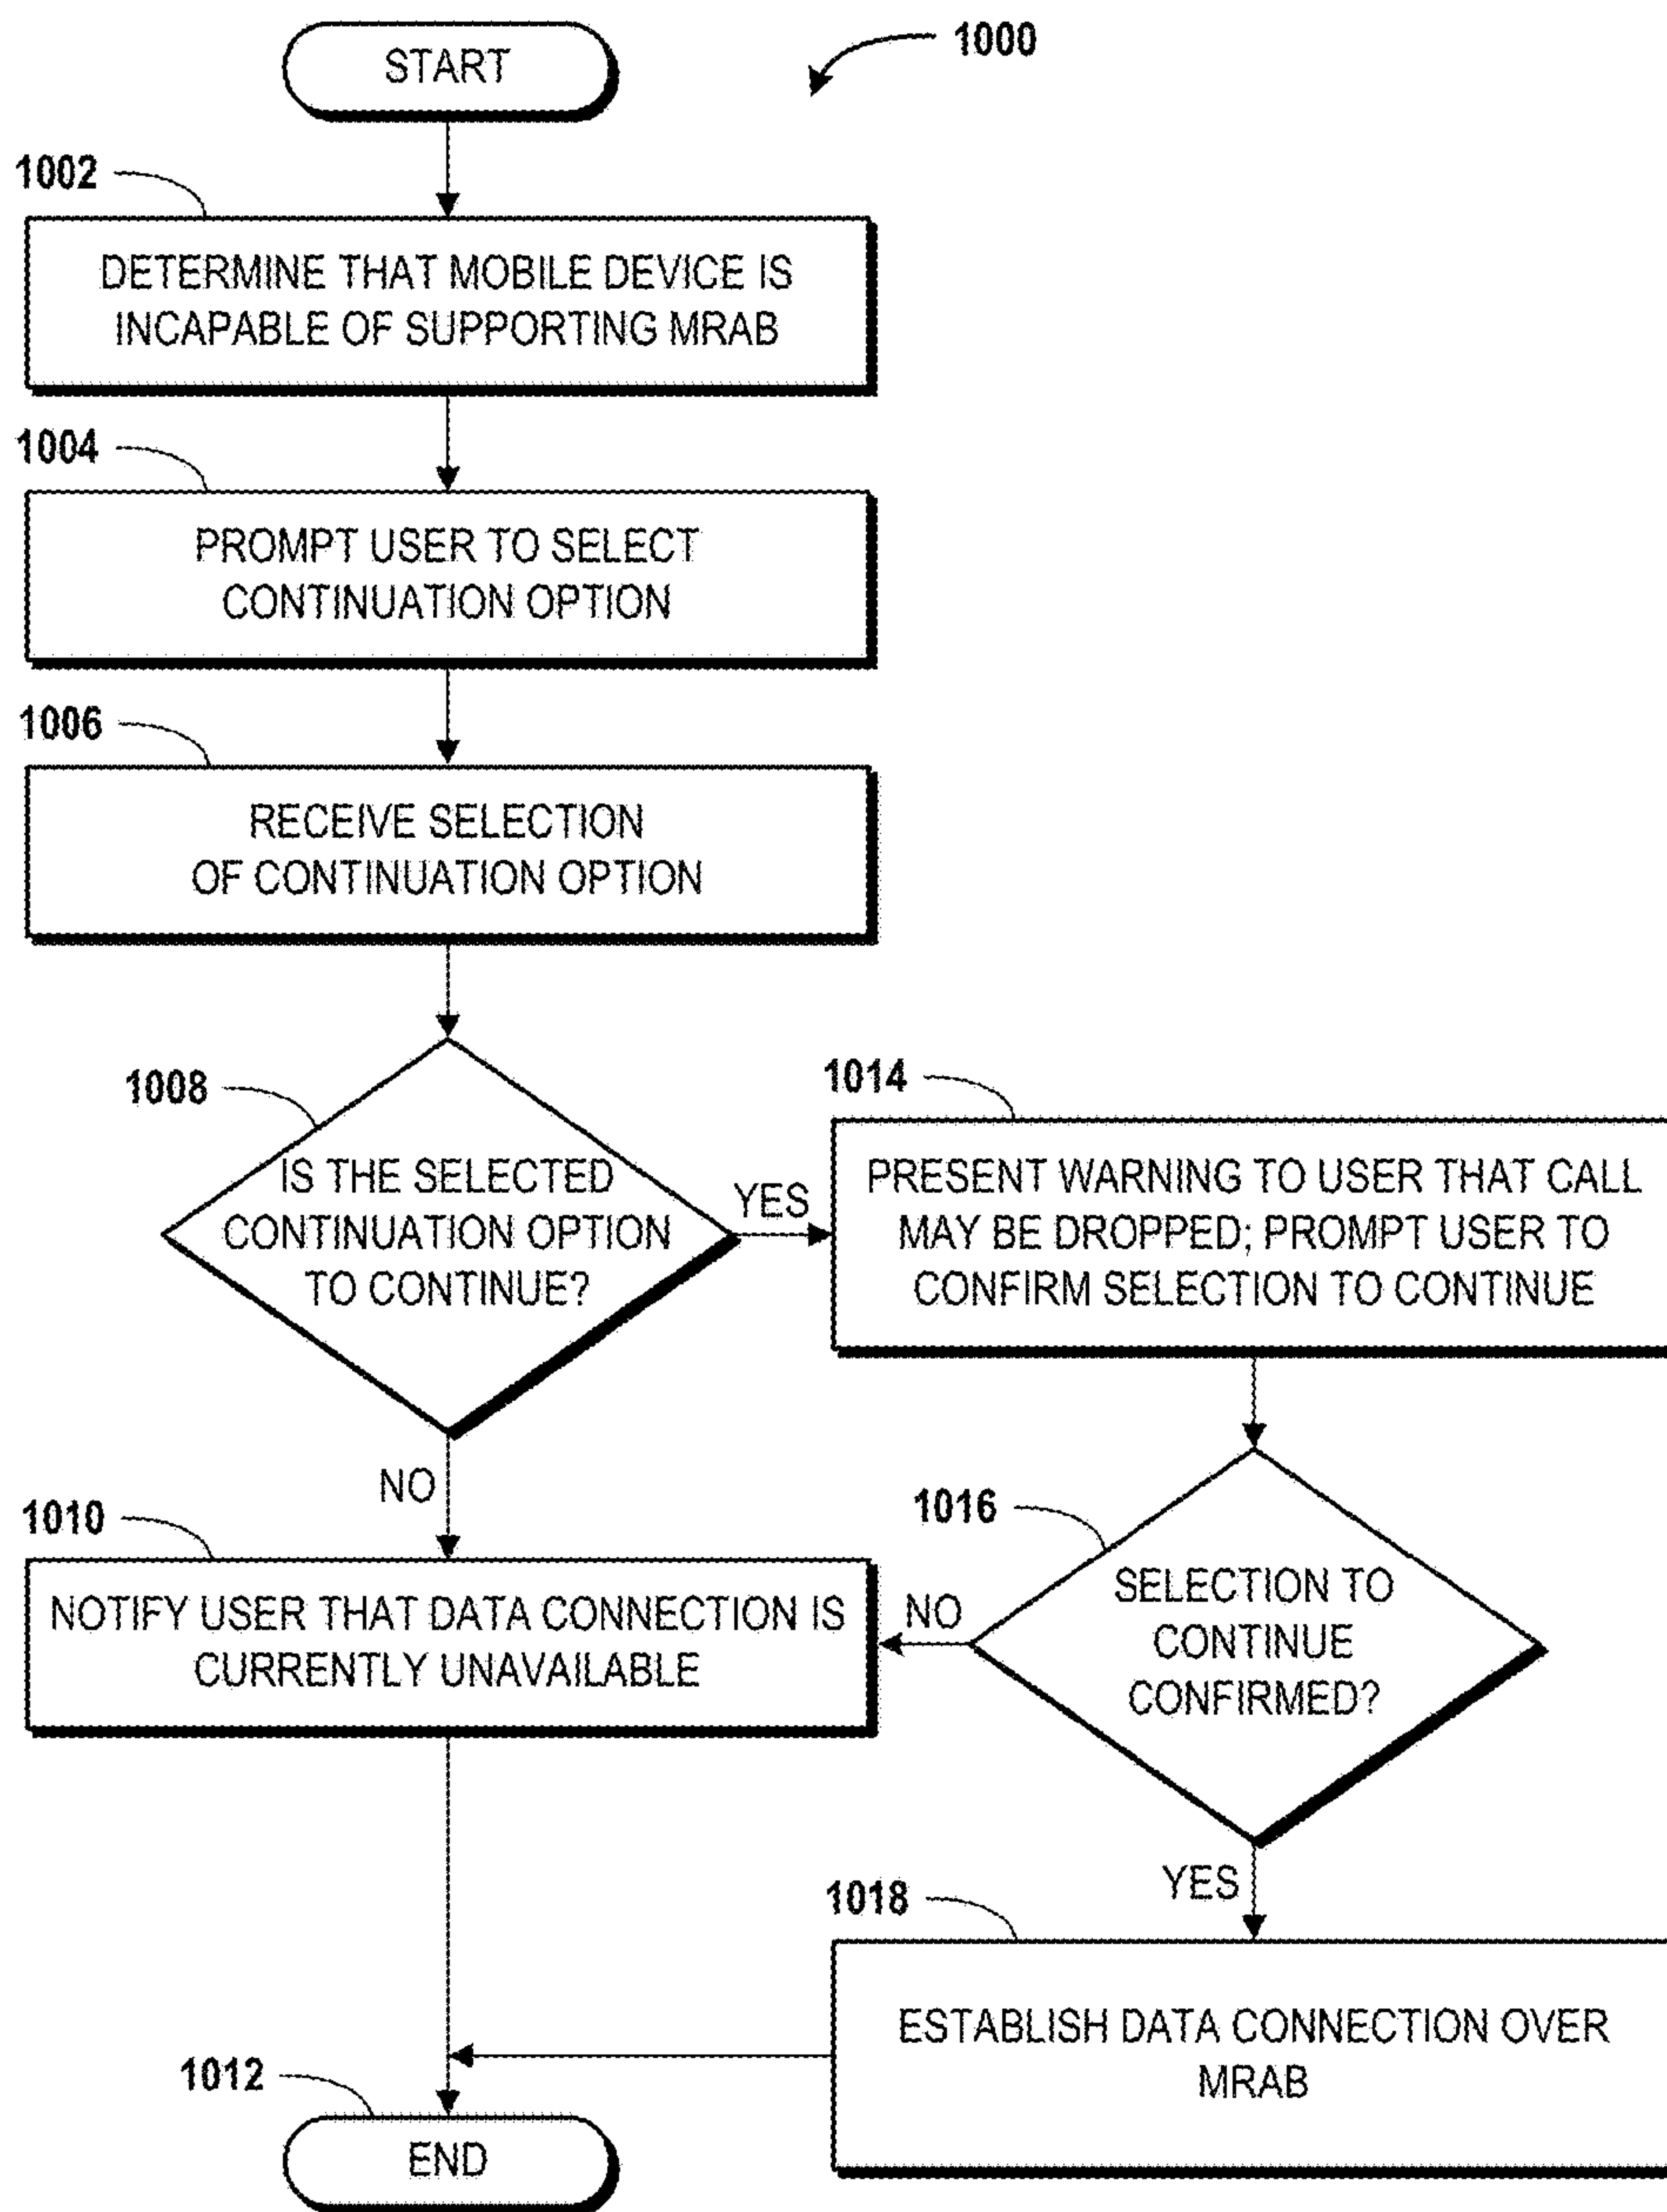 START
1000
1002
DETERMINE THAT MOBILE DEVICE IS
INCAPABLE OF SUPPORTING MRAB
1004
PROMPT USER TO SELECT
CONTINUATION OPTION
1006
RECEIVE SELECTION
OF CONTINUATION OPTION
1008
IS THE SELECTED
CONTINUATION OPTION
TO CONTINUE?
YES
1014
PRESENT WARNING TO USER THAT CALL
MAY BE DROPPED; PROMPT USER TO
CONFIRM SELECTION TO CONTINUE
NO
1010
NOTIFY USER THAT DATA CONNECTION IS
CURRENTLY UNAVAILABLE
NO
1016
SELECTION TO
CONTINUE
CONFIRMED?
YES
1018
ESTABLISH DATA CONNECTION OVER
MRAB
1012
END